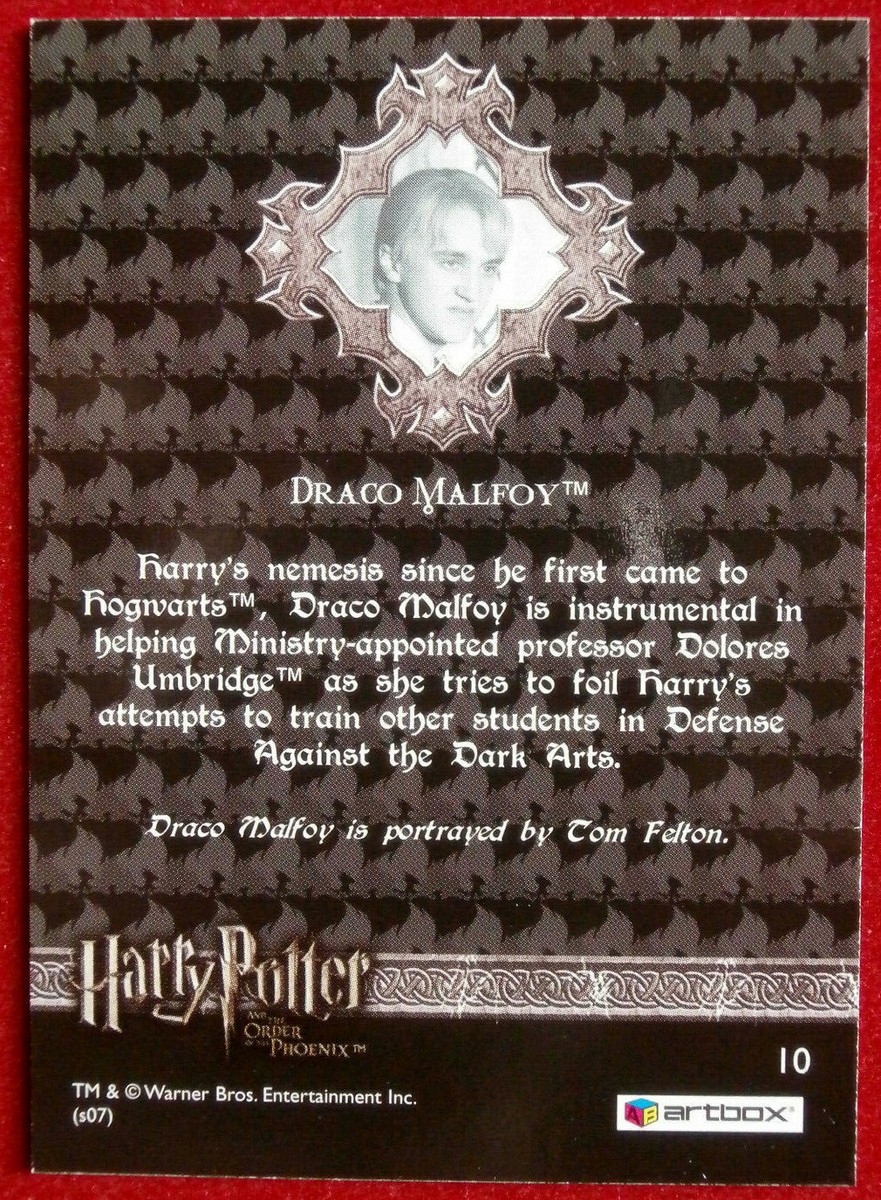 Draco Malfoy™
Harry's nemesis since he first came to
Hogwarts™, Draco Malfoy is instrumental in
helping Ministry-appointed professor Dolores
Umbridge™ as she tries to foil Harry's
attempts to train other students in Defense
Against the Dark Arts.
Draco Malfoy is portrayed by Tom Felton.
Harry Potter
AND THE
ORDER
OF THE
PHOENIX™
10
TM & © Warner Bros. Entertainment Inc.
(s07)
AB artbox®